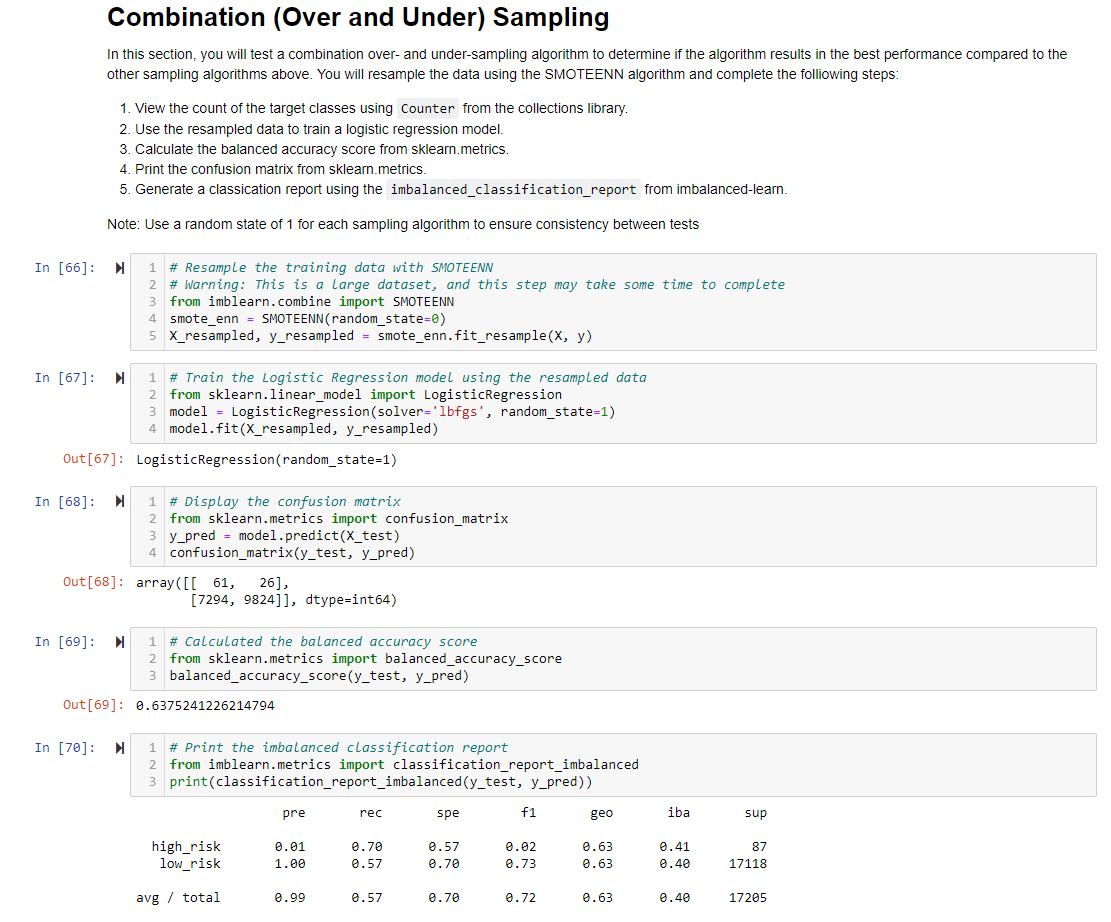 Combination (Over and Under) Sampling
In this section, you will test a combination over- and under-sampling algorithm to determine if the algorithm results in the best performance compared to the
other sampling algorithms above. You will resample the data using the SMOTEENN algorithm and complete the folliowing steps:
1. View the count of the target classes using Counter from the collections library.
2. Use the resampled data to train a logistic regression model.
3. Calculate the balanced accuracy score from sklearn.metrics.
4. Print the confusion matrix from sklearn.metrics.
5. Generate a classication report using the imbalanced_classification_report from imbalanced-learn.
Note: Use a random state of 1 for each sampling algorithm to ensure consistency between tests
In [66]:
1 # Resample the training data with SMOTEENN
2 # Warning: This is a large dataset, and this step may take some time to complete
3 from imblearn.combine import SMOTEENN
4 smote_enn = SMOTEENN(random_state=0)
5 X_resampled, y_resampled = smote_enn.fit_resample(X, y)
In [67]:
1 # Train the Logistic Regression model using the resampled data
2 from sklearn.linear_model import LogisticRegression
3 model = LogisticRegression(solver='lbfgs', random_state=1)
4 model.fit(X_resampled, y_resampled)
Out[67]: LogisticRegression(random_state=1)
In [68]:
1 # Display the confusion matrix
2 from sklearn.metrics import confusion_matrix
3 y_pred = model.predict(X_test)
4 confusion_matrix(y_test, y_pred)
Out[68]: array([[  61,   26],
[7294, 9824]], dtype=int64)
In [69]:
1 # Calculated the balanced accuracy score
2 from sklearn.metrics import balanced_accuracy_score
3 balanced_accuracy_score(y_test, y_pred)
Out[69]: 0.6375241226214794
In [70]:
1 # Print the imbalanced classification report
2 from imblearn.metrics import classification_report_imbalanced
3 print(classification_report_imbalanced(y_test, y_pred))
pre rec spe f1 geo iba sup
high_risk 0.01 0.70 0.57 0.02 0.63 0.41 87
low_risk 1.00 0.57 0.70 0.73 0.63 0.40 17118
avg / total 0.99 0.57 0.70 0.72 0.63 0.40 17205